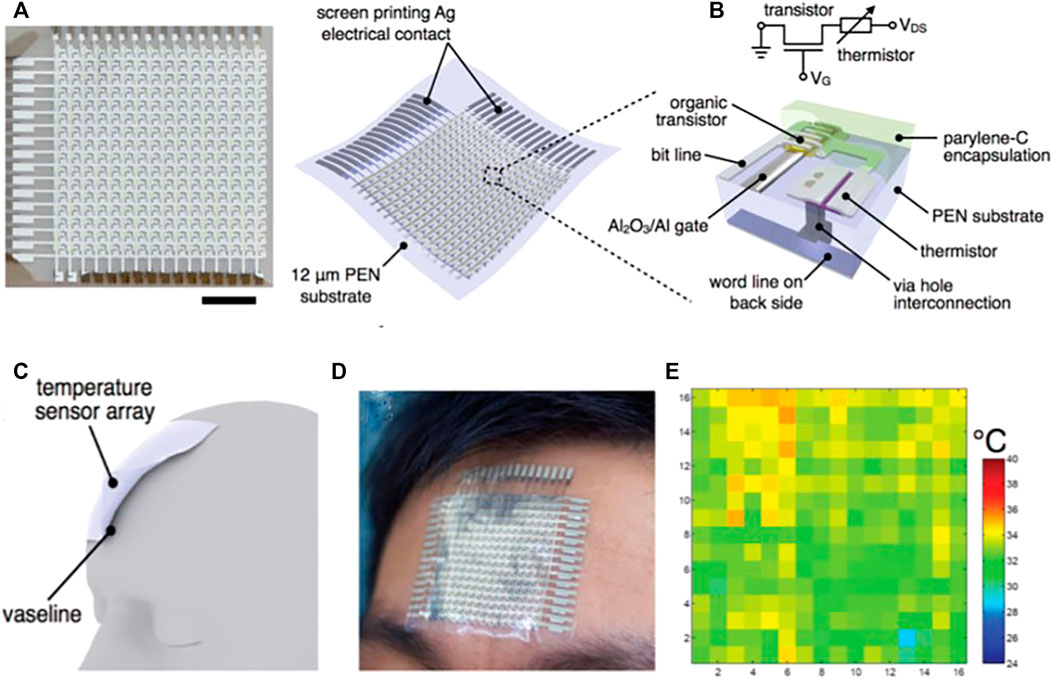 A
screen printing Ag
electrical contact
12 μm PEN
substrate
B
transistor
VDS
thermistor
VG
organic
transistor
bit line
Al2O3/Al gate
word line on
back side
parylene-C
encapsulation
PEN substrate
thermistor
via hole
interconnection
C
temperature
sensor array
vaseline
D
E
16
14
12
10
8
6
4
2
2 4 6 8 10 12 14 16
°C
40
38
36
34
32
30
28
26
24